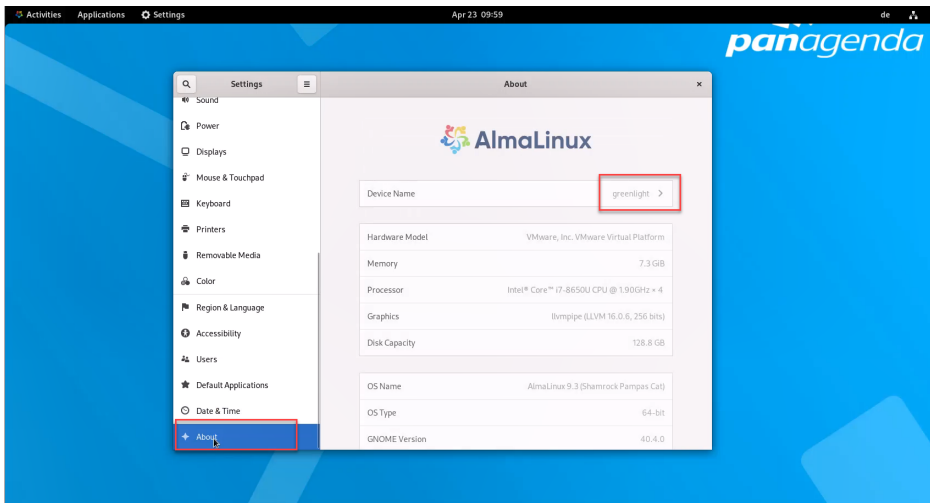 Activities Applications Settings Apr 23 09:59 de
panagenda
Settings About
Sound
Power
Displays
Mouse & Touchpad
Keyboard
Printers
Removable Media
Color
Region & Language
Accessibility
Users
Default Applications
Date & Time
About
AlmaLinux
Device Name greenlight
Hardware Model VMware, Inc. VMware Virtual Platform
Memory 7.3 GiB
Processor Intel® Core™ i7-8650U CPU @ 1.90GHz × 4
Graphics llvmpipe (LLVM 16.0.6, 256 bits)
Disk Capacity 128.8 GB
OS Name AlmaLinux 9.3 (Shamrock Pampas Cat)
OS Type 64-bit
GNOME Version 40.4.0